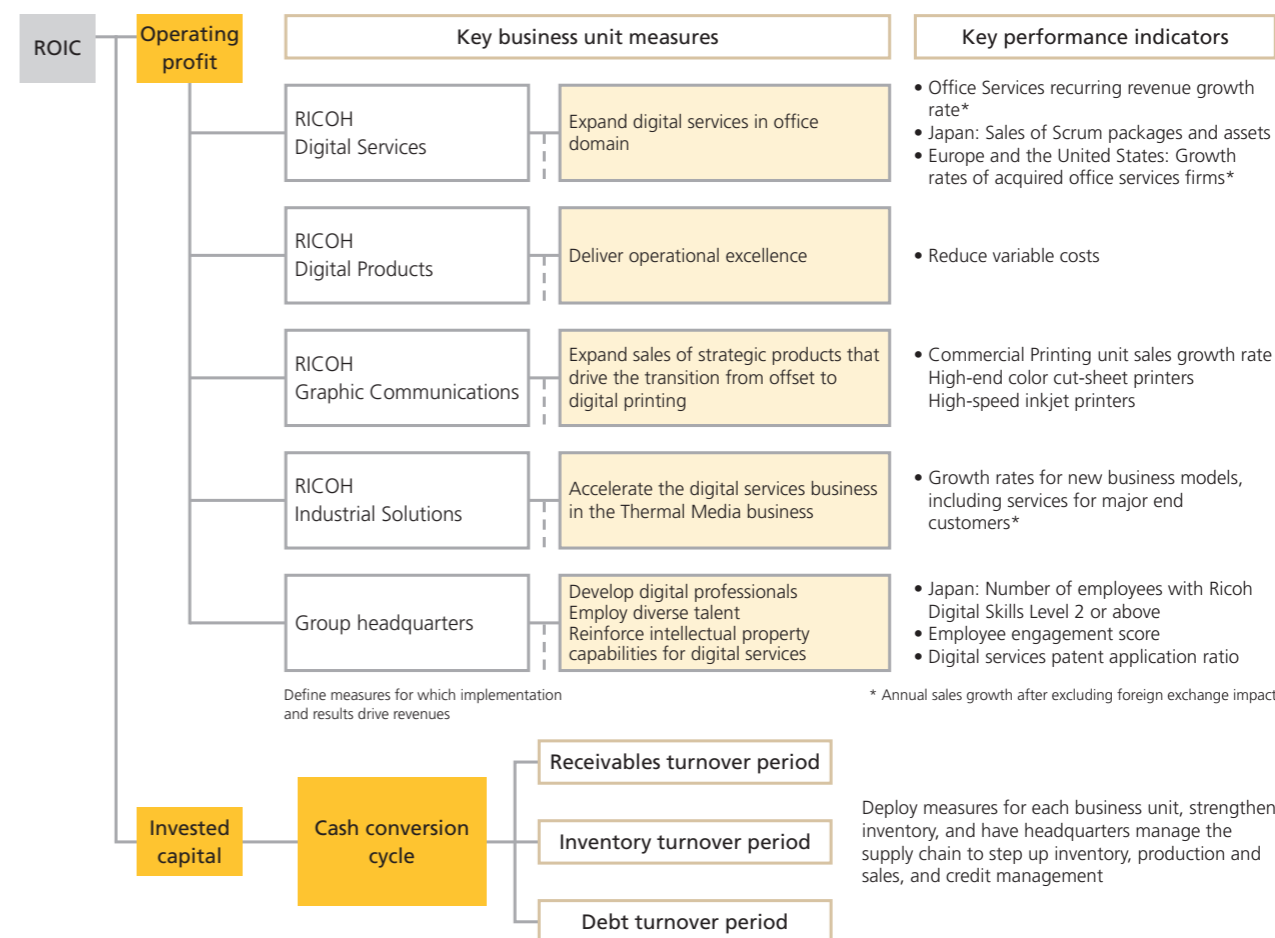 ROIC
Operating
profit
Key business unit measures
Key performance indicators
RICOH
Digital Services
Expand digital services in office
domain
• Office Services recurring revenue growth
rate*
• Japan: Sales of Scrum packages and assets
• Europe and the United States: Growth
rates of acquired office services firms*
RICOH
Digital Products
Deliver operational excellence
• Reduce variable costs
RICOH
Graphic Communications
Expand sales of strategic products that
drive the transition from offset to
digital printing
• Commercial Printing unit sales growth rate
High-end color cut-sheet printers
High-speed inkjet printers
RICOH
Industrial Solutions
Accelerate the digital services business
in the Thermal Media business
• Growth rates for new business models,
including services for major end
customers*
Group headquarters
Develop digital professionals
Employ diverse talent
Reinforce intellectual property
capabilities for digital services
• Japan: Number of employees with Ricoh
Digital Skills Level 2 or above
• Employee engagement score
• Digital services patent application ratio
Define measures for which implementation
and results drive revenues
* Annual sales growth after excluding foreign exchange impact
Invested
capital
Cash conversion
cycle
Receivables turnover period
Inventory turnover period
Debt turnover period
Deploy measures for each business unit, strengthen
inventory, and have headquarters manage the
supply chain to step up inventory, production and
sales, and credit management